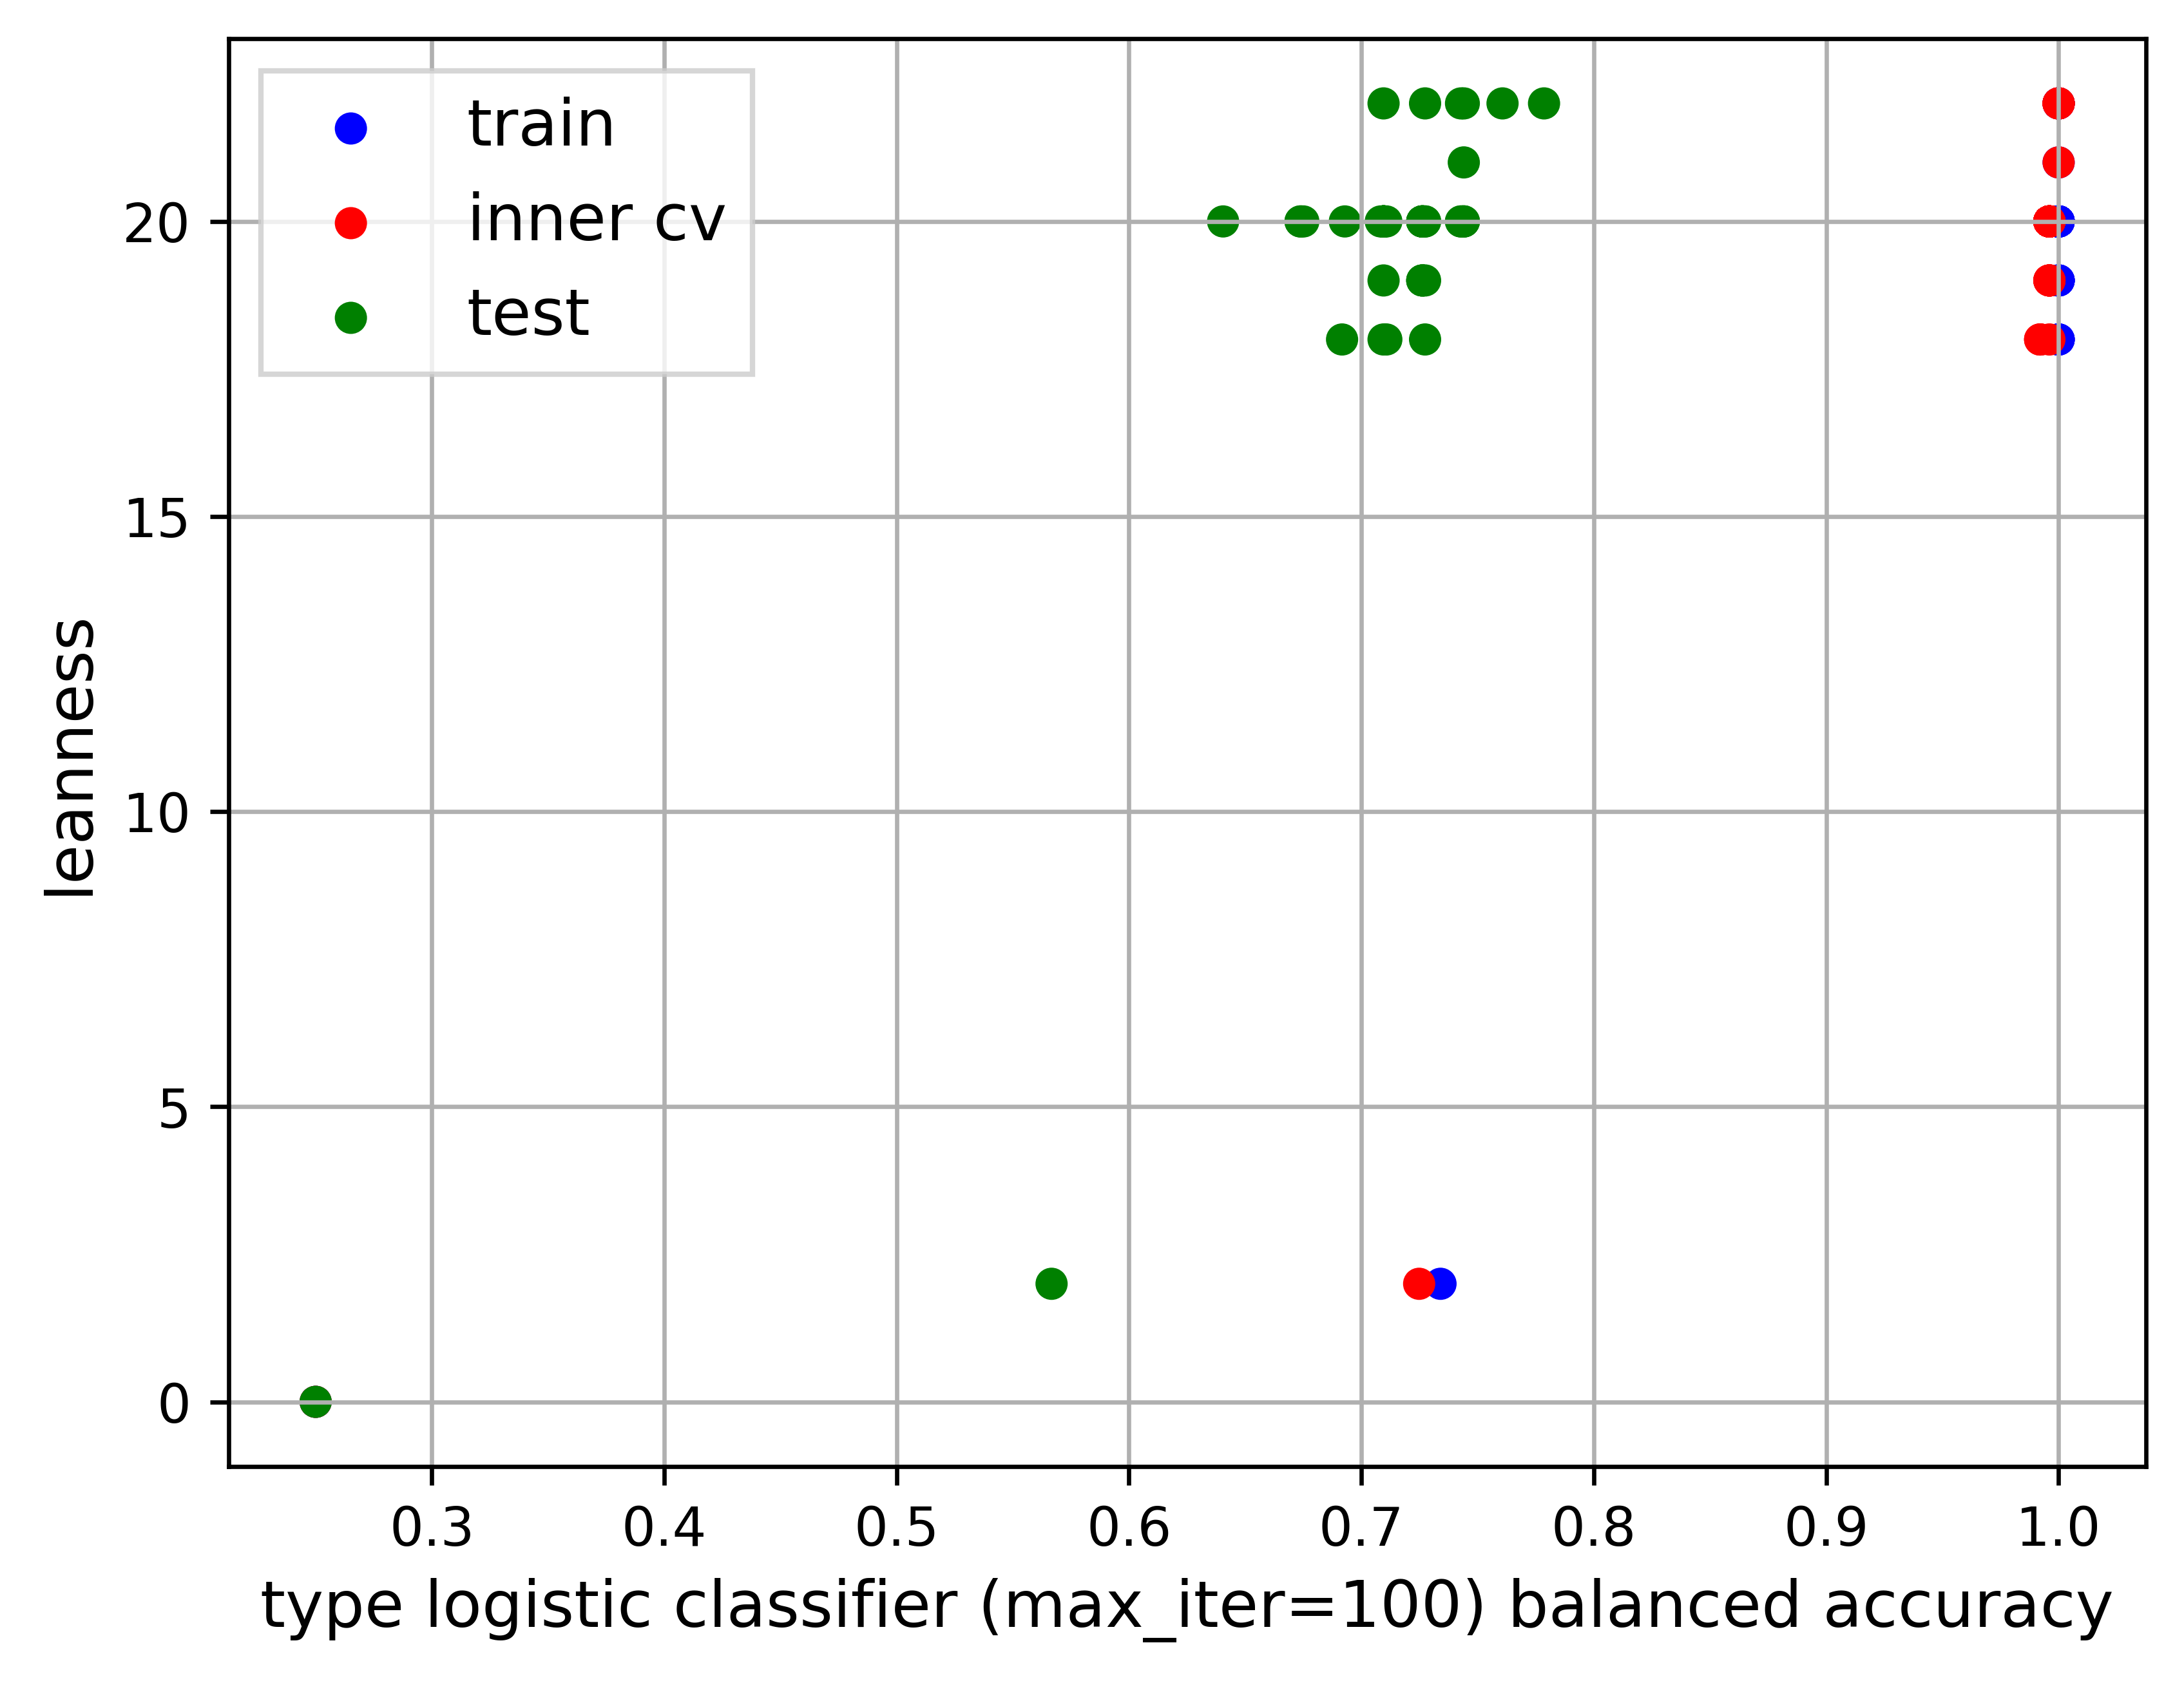 train
inner cv
test
20
15
10
5
0
leanness
0.3 0.4 0.5 0.6 0.7 0.8 0.9 1.0
type logistic classifier (max_iter=100) balanced accuracy